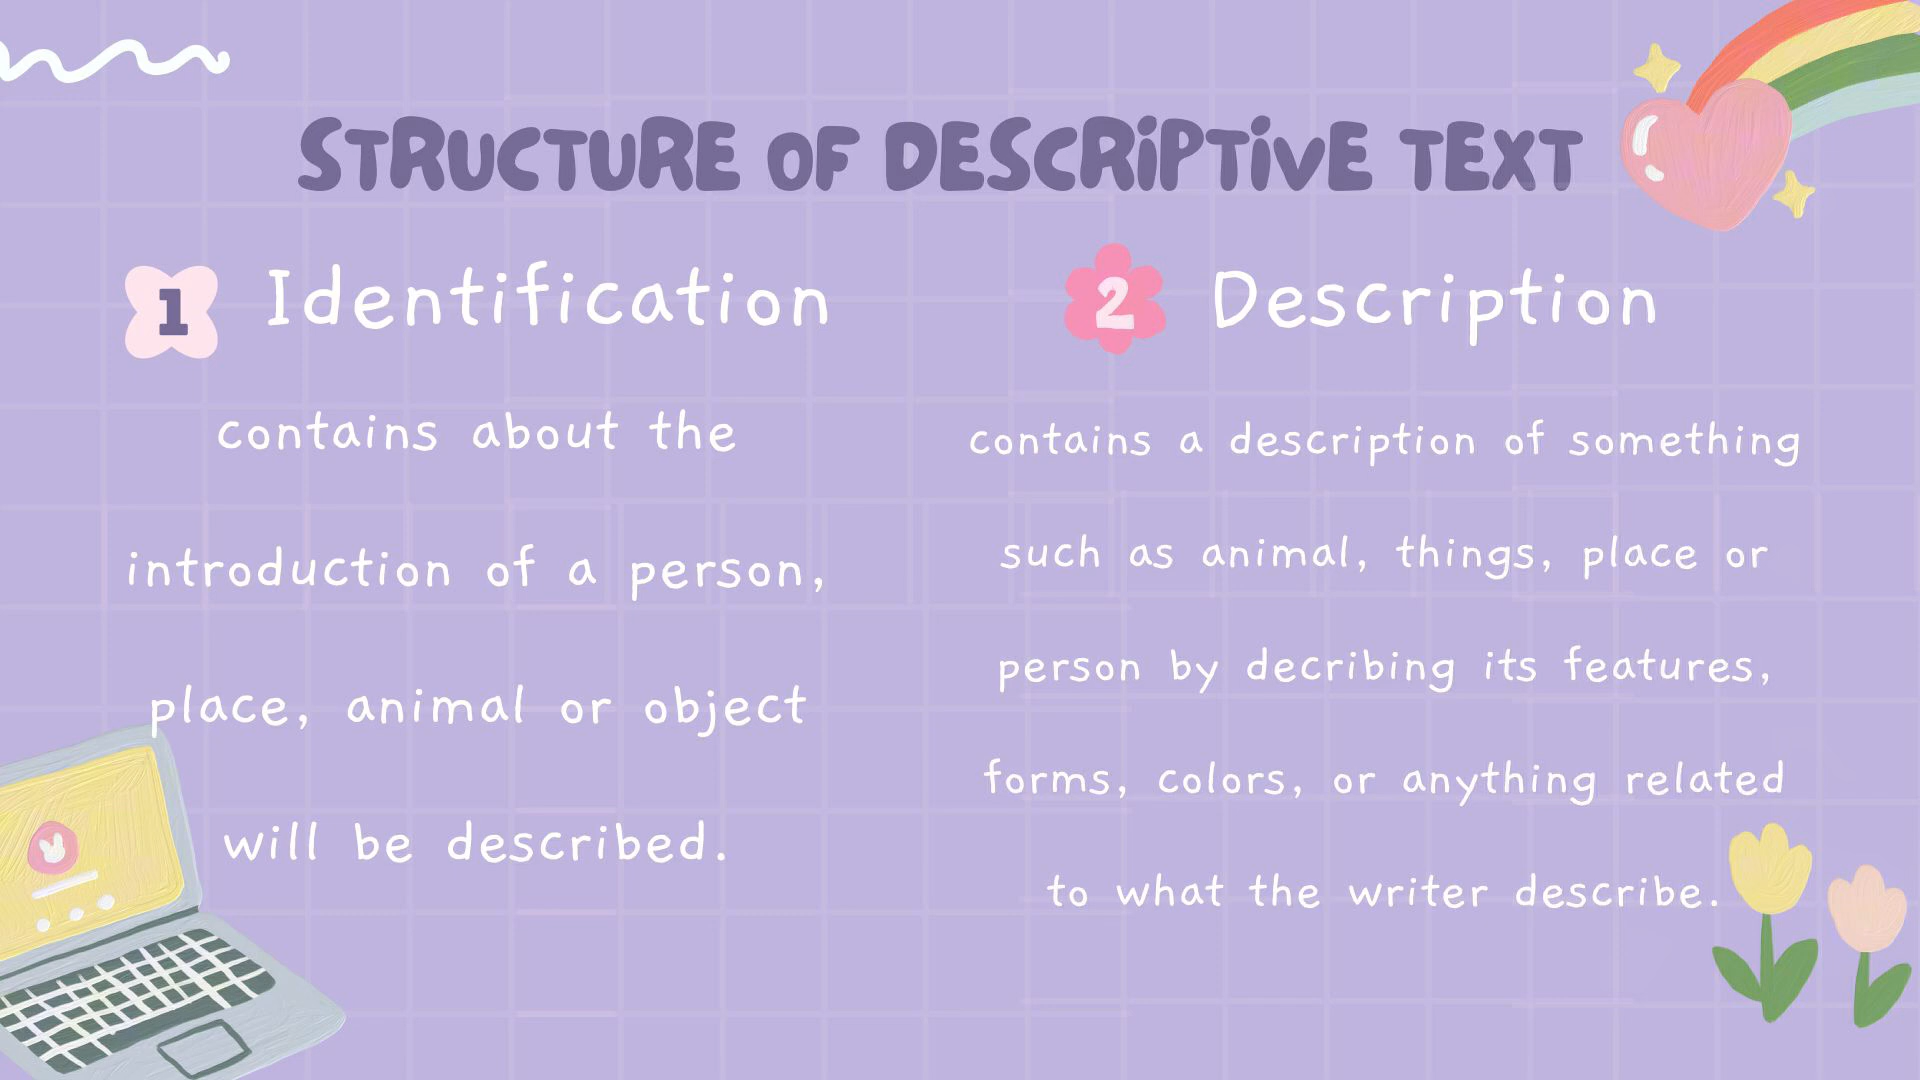 STRUCTURE OF DESCRIPTIVE TEXT
1 Identification
contains about the
introduction of a person,
place, animal or object
will be described.
2 Description
contains a description of something
such as animal, things, place or
person by decribing its features,
forms, colors, or anything related
to what the writer describe.